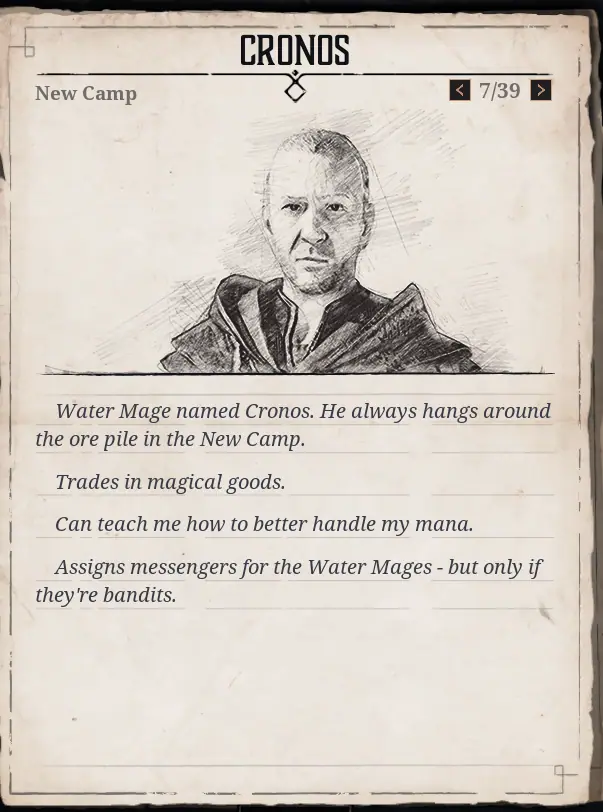 CRONOS
New Camp
7/39
Water Mage named Cronos. He always hangs around
the ore pile in the New Camp.
Trades in magical goods.
Can teach me how to better handle my mana.
Assigns messengers for the Water Mages - but only if
they're bandits.